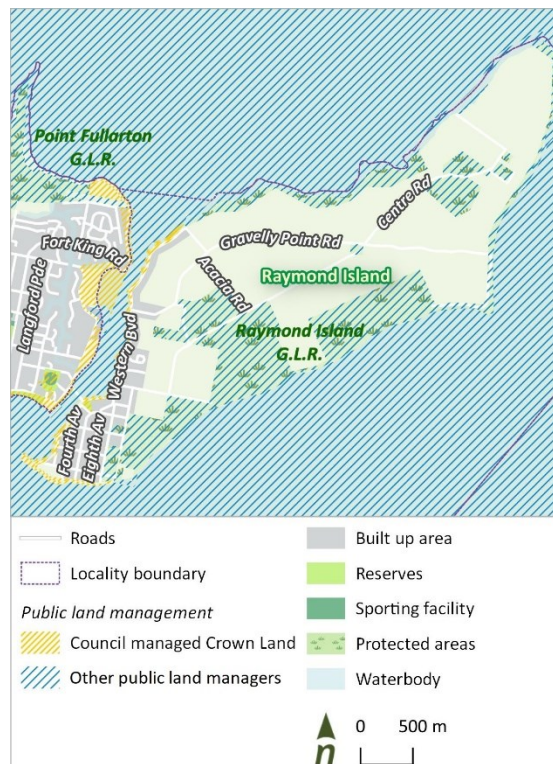 Point Fullarton
G.L.R.
Fort King Rd
Langford Pde
Gravelly Point Rd
Centre Rd
Acacia Rd
Raymond Island
Raymond Island
G.L.R.
Western Bvd
Fourth Av
Eighth Av
Roads
Locality boundary
Public land management
Council managed Crown Land
Other public land managers
Built up area
Reserves
Sporting facility
Protected areas
Waterbody
n
0 500 m